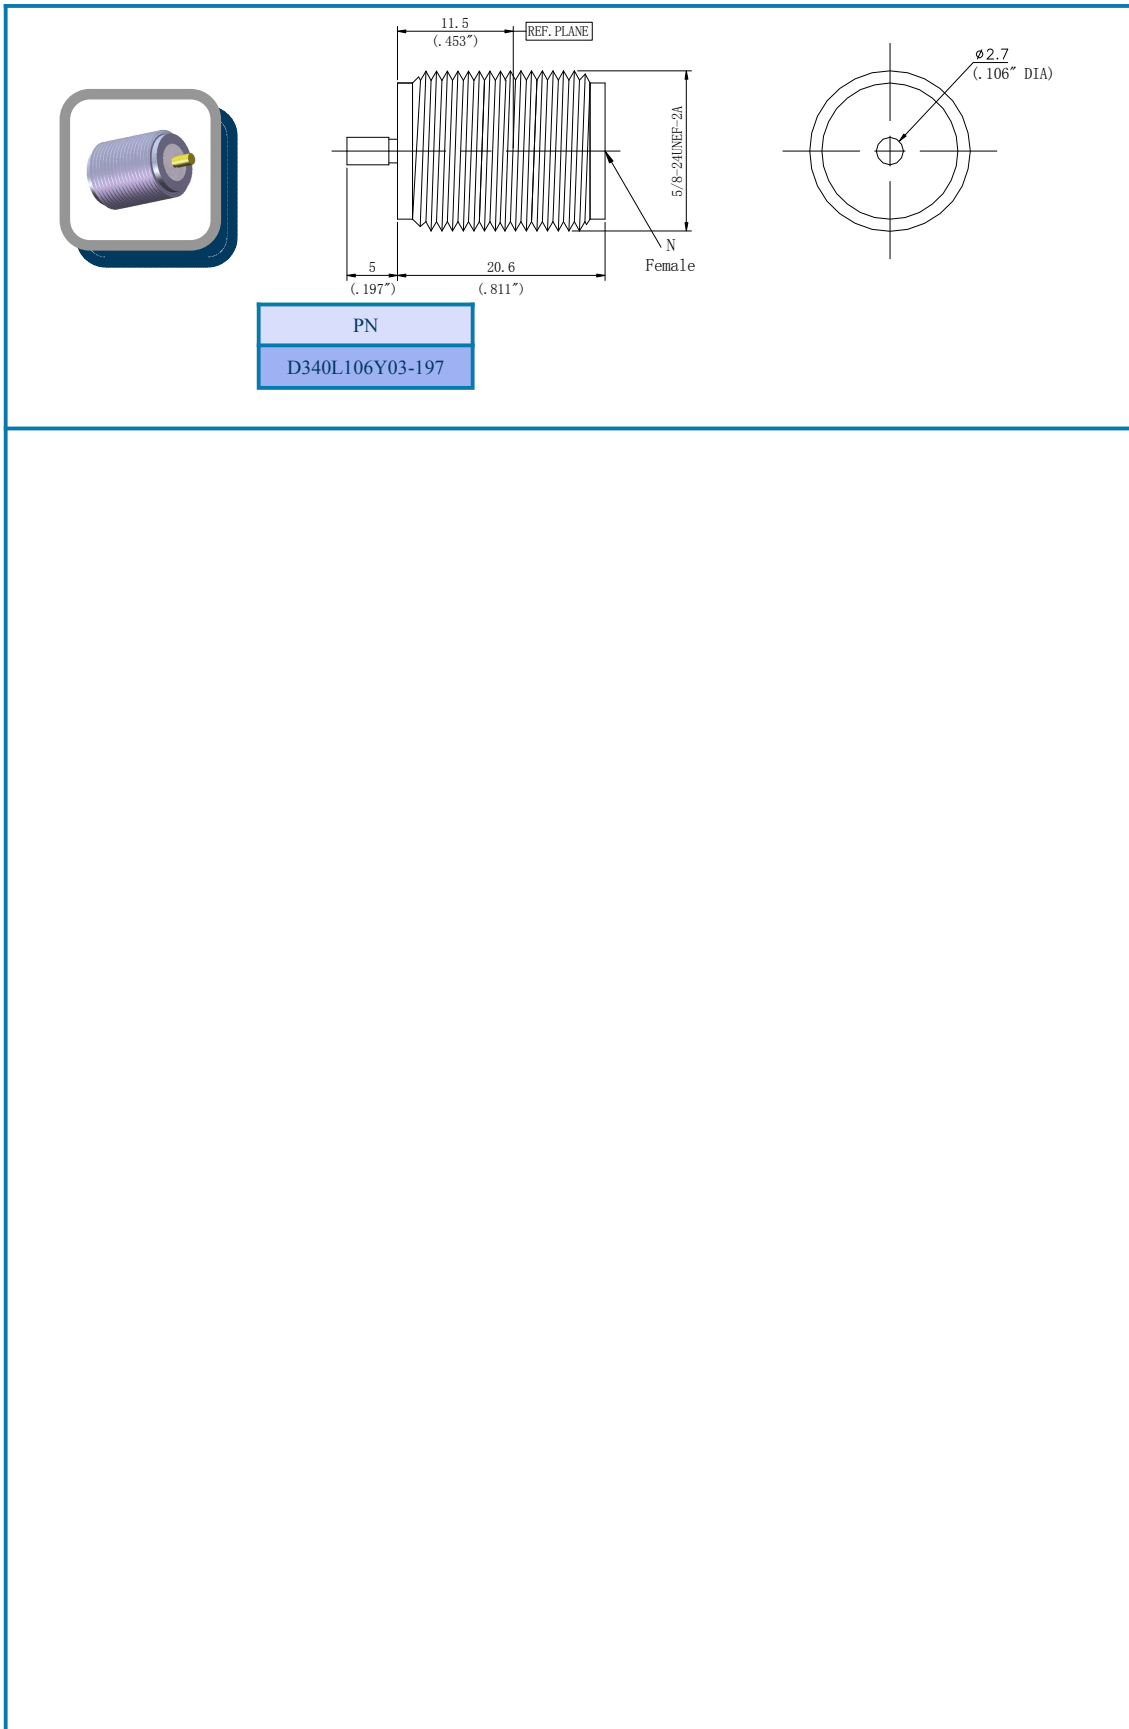 11.5
(.453")
REF. PLANE
⌀2.7
(.106" DIA)
5/8-24UNEF-2A
N
Female
5
(.197")
20.6
(.811")
PN
D340L106Y03-197